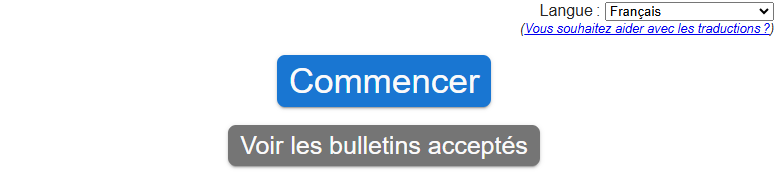 Langue : Français
(Vous souhaitez aider avec les traductions ?)
Commencer
Voir les bulletins acceptés